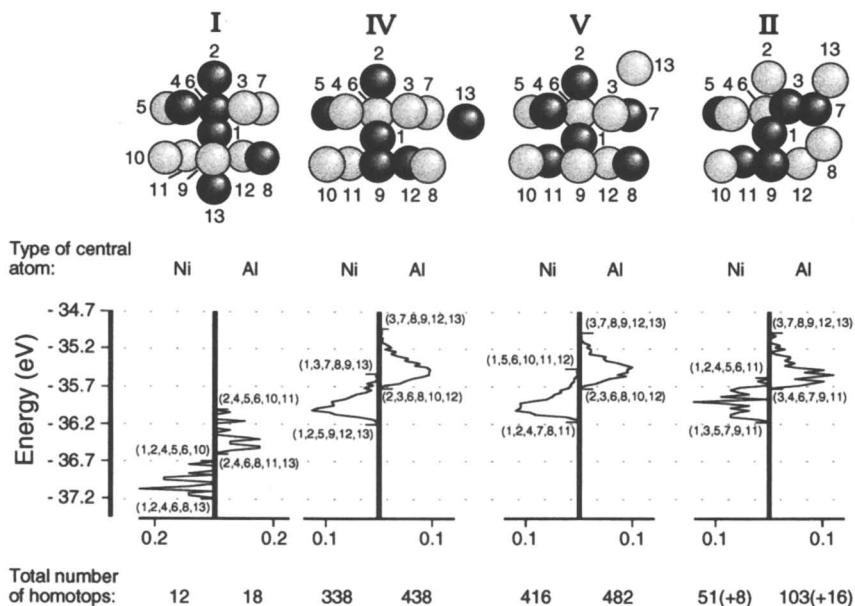 I IV V II
2 2 2 13
4 6 3 7 6 3 7 13 6 3 13 2 3
5 5 4 5 4 7 5 4 6 7
1 1 1 1
10 8
11 9 12 8 10 11 9 12 8 10 11 9 12 8 10 11 9 12
13
Type of central
atom: Ni Al Ni Al Ni Al Ni Al
- 34.7
(3,7,8,9,12,13) (3,7,8,9,12,13) (3,7,8,9,12,13)
- 35.2
(1,3,7,8,9,13) (1,5,6,10,11,12) (1,2,4,5,6,11)
- 35.7
(2,4,5,6,10,11) (2,3,6,8,10,12) (2,3,6,8,10,12) (3,4,6,7,9,11)
- 36.2
(1,2,5,9,12,13) (1,2,4,7,8,11) (1,3,5,7,9,11)
(1,2,4,5,6,10)
- 36.7
(2,4,6,8,11,13)
- 37.2
(1,2,4,6,8,13)
Energy (eV)
0.2 0.2 0.1 0.1 0.1 0.1 0.1 0.1
Total number
of homotops: 12 18 338 438 416 482 51(+8) 103(+16)